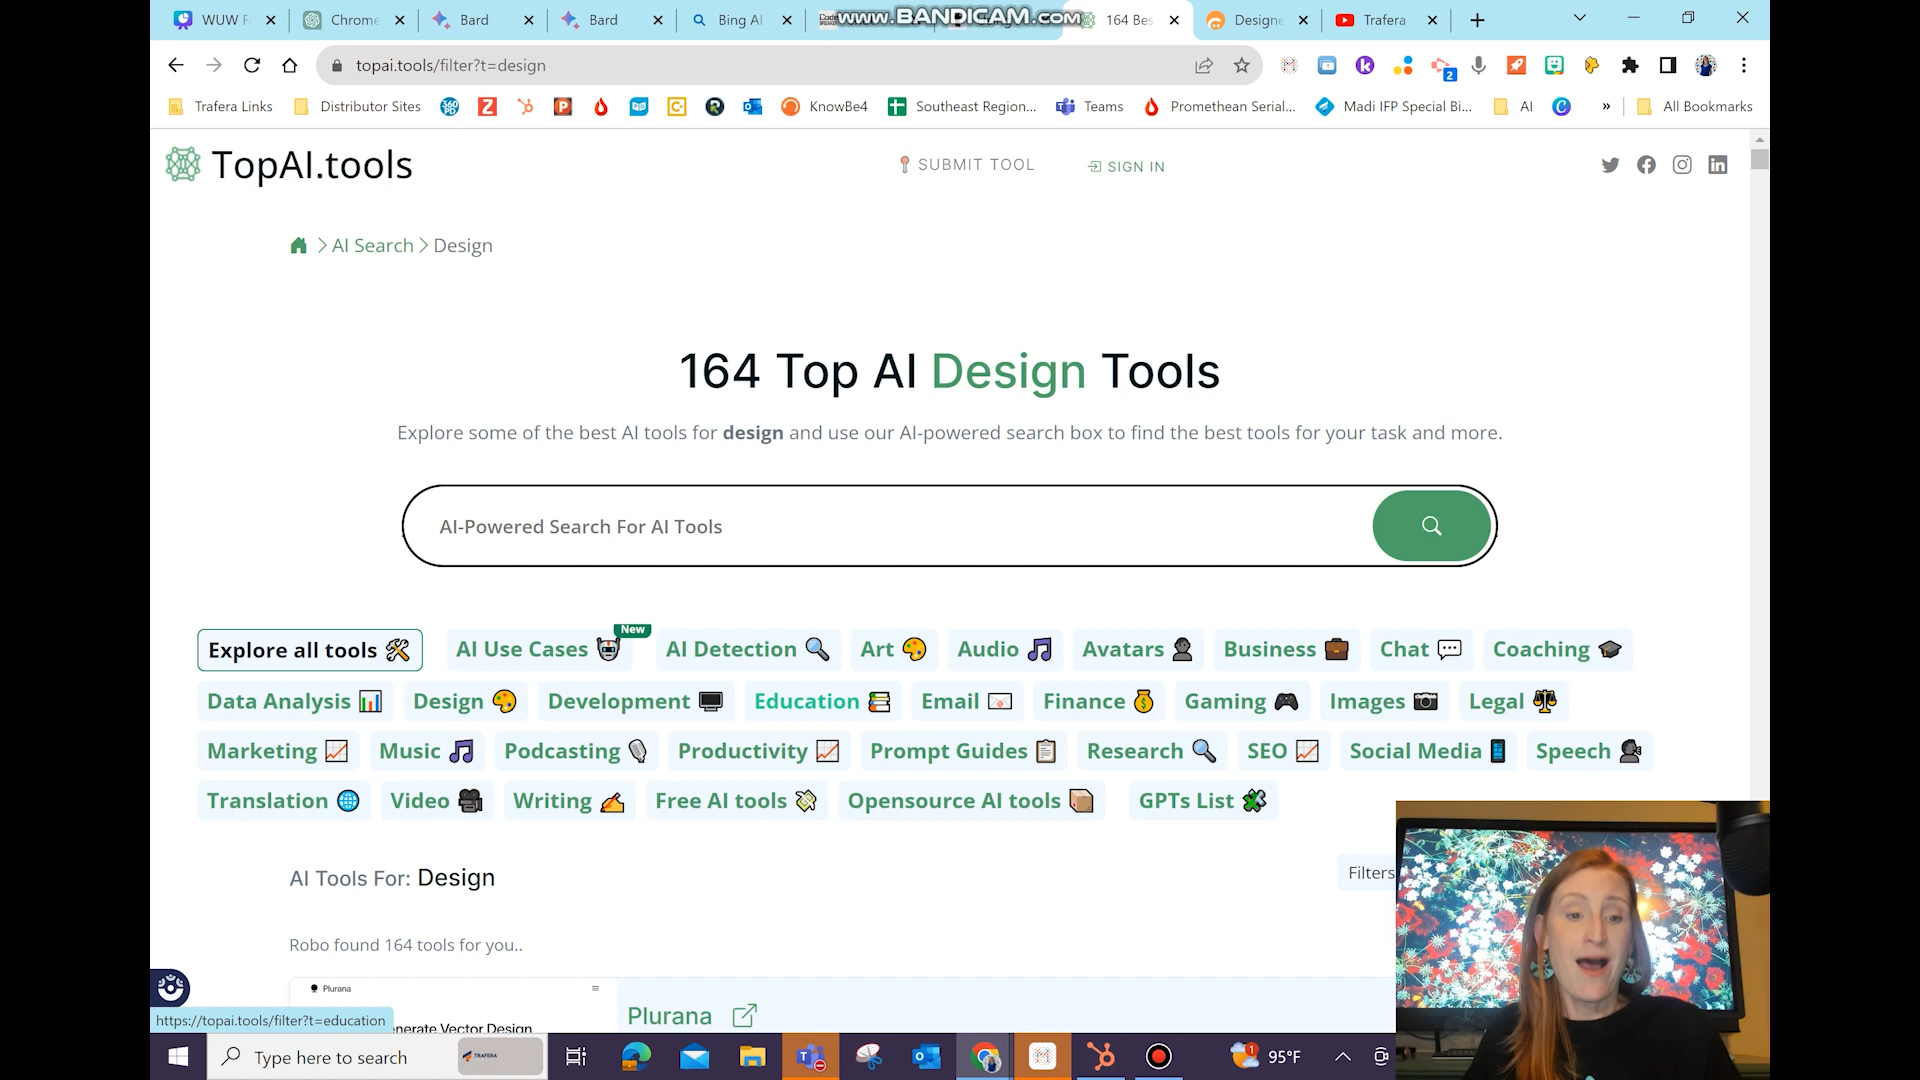 WUW F
Chrome
Bard
Bard
Bing AI
www.BANDICAM.com
164 Bes
Designe
Trafera
topai.tools/filter?t=design
2
Trafera Links
Distributor Sites
KnowBe4
Southeast Region...
Teams
Promethean Serial...
Madi IFP Special Bi...
AI
»
All Bookmarks
TopAI.tools
SUBMIT TOOL
SIGN IN
AI Search
Design
164 Top AI Design Tools
Explore some of the best AI tools for design and use our AI-powered search box to find the best tools for your task and more.
AI-Powered Search For AI Tools
New
Explore all tools
AI Use Cases
AI Detection
Art
Audio
Avatars
Business
Chat
Coaching
Data Analysis
Design
Development
Education
Email
Finance
Gaming
Images
Legal
Marketing
Music
Podcasting
Productivity
Prompt Guides
Research
SEO
Social Media
Speech
Translation
Video
Writing
Free AI tools
Opensource AI tools
GPTs List
AI Tools For: Design
Filters
Robo found 164 tools for you..
Plurana
Plurana
enerate Vector Design
https://topai.tools/filter?t=education
Type here to search
TRAFERA
1
95°F